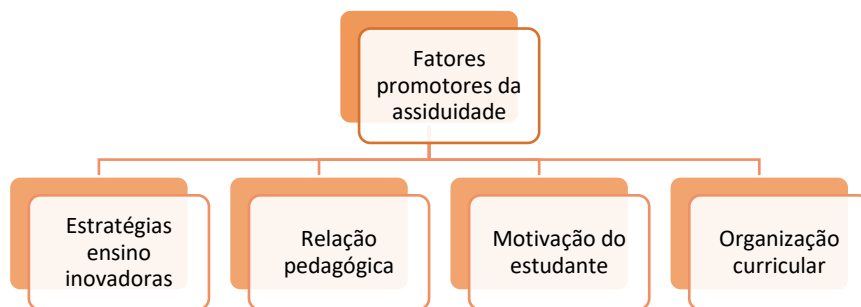 Fatores
promotores da
assiduidade
Estratégias
ensino
inovadoras
Relação
pedagógica
Motivação do
estudante
Organização
curricular